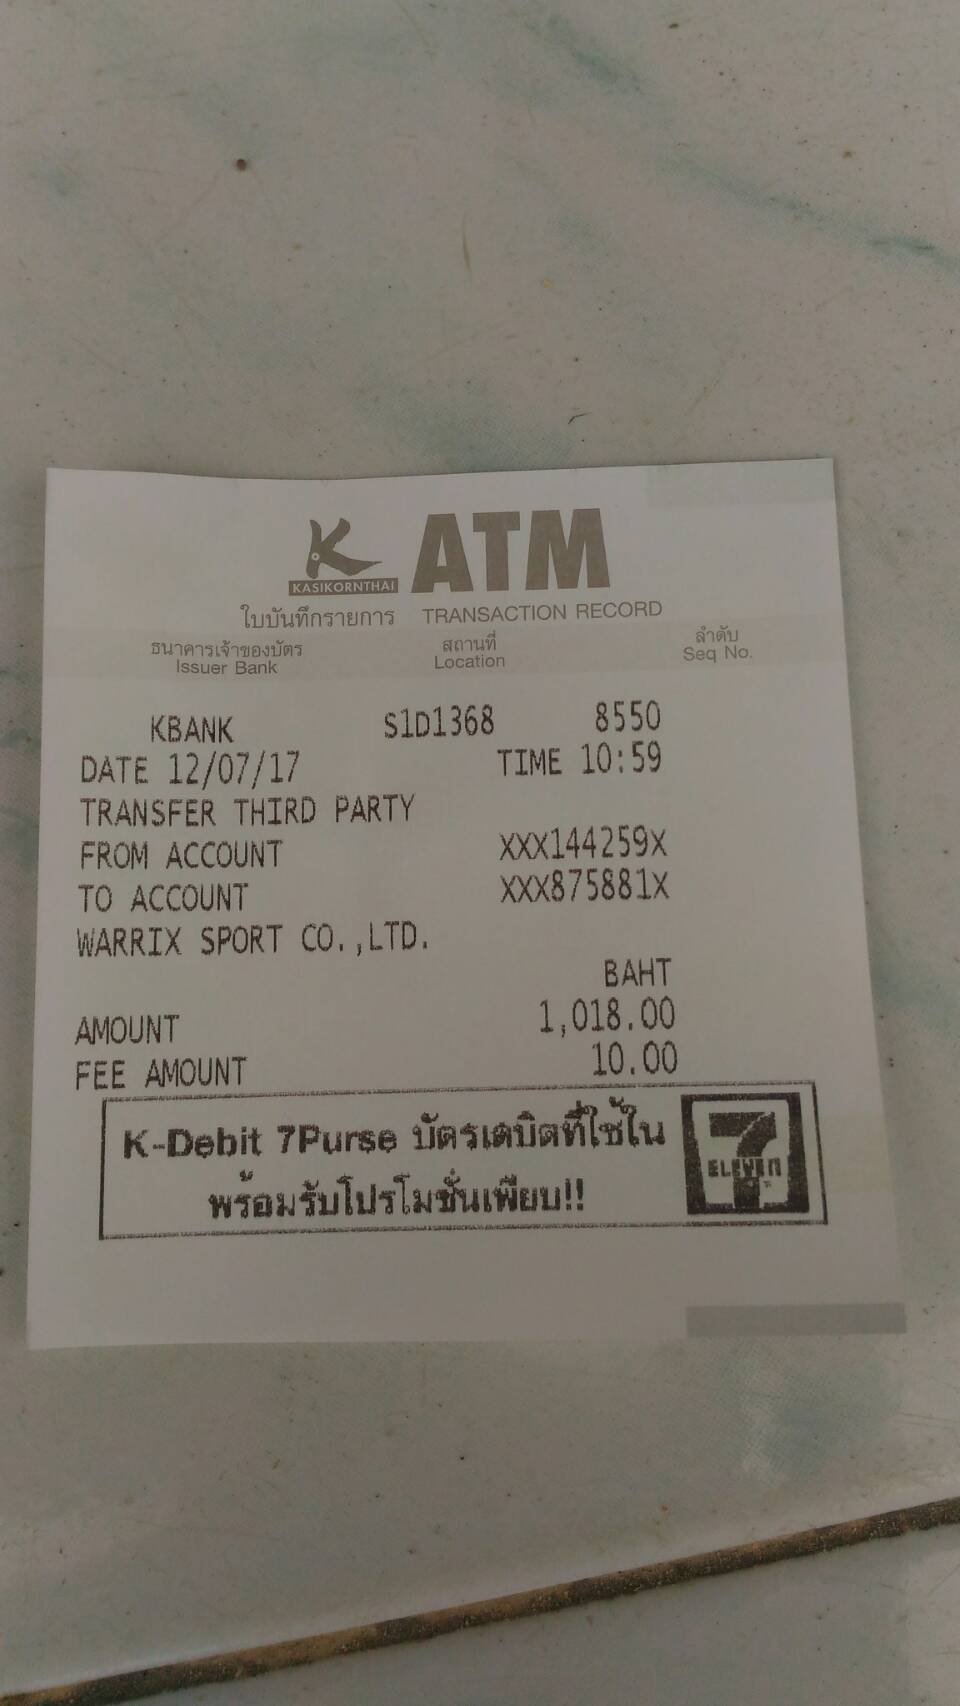 K ATM
KASIKORNTHAI
ใบบันทึกรายการ TRANSACTION RECORD
ธนาคารเจ้าของบัตร สถานที่ ลำดับ
Issuer Bank Location Seq No.
KBANK S1D1368 8550
DATE 12/07/17 TIME 10:59
TRANSFER THIRD PARTY
FROM ACCOUNT XXX144259X
TO ACCOUNT XXX875881X
WARRIX SPORT CO.,LTD.
BAHT
AMOUNT 1,018.00
FEE AMOUNT 10.00
K-Debit 7Purse บัตรเดบิตที่ใช้ใน
พร้อมรับโปรโมชั่นเพียบ!!
7 ELEVEn